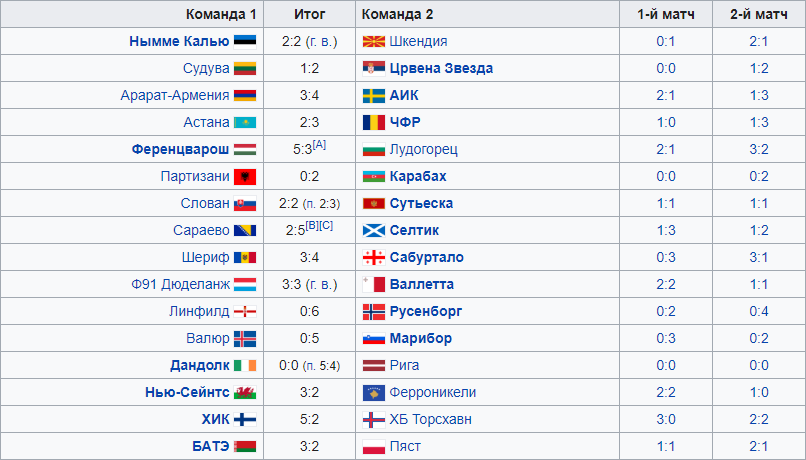 Команда 1 Итог Команда 2 1-й матч 2-й матч
Нымме Калью 2:2 (г. в.) Шкендия 0:1 2:1
Судува 1:2 Црвена Звезда 0:0 1:2
Арарат-Армения 3:4 АИК 2:1 1:3
Астана 2:3 ЧФР 1:0 1:3
Ференцварош 5:3[A] Лудогорец 2:1 3:2
Партизани 0:2 Карабах 0:0 0:2
Слован 2:2 (п. 2:3) Сутьеска 1:1 1:1
Сараево 2:5[B][C] Селтик 1:3 1:2
Шериф 3:4 Сабуртало 0:3 3:1
Ф91 Дюделанж 3:3 (г. в.) Валлетта 2:2 1:1
Линфилд 0:6 Русенборг 0:2 0:4
Валюр 0:5 Марибор 0:3 0:2
Дандолк 0:0 (п. 5:4) Рига 0:0 0:0
Нью-Сейнтс 3:2 Ферроникели 2:2 1:0
ХИК 5:2 ХБ Торсхавн 3:0 2:2
БАТЭ 3:2 Пяст 1:1 2:1